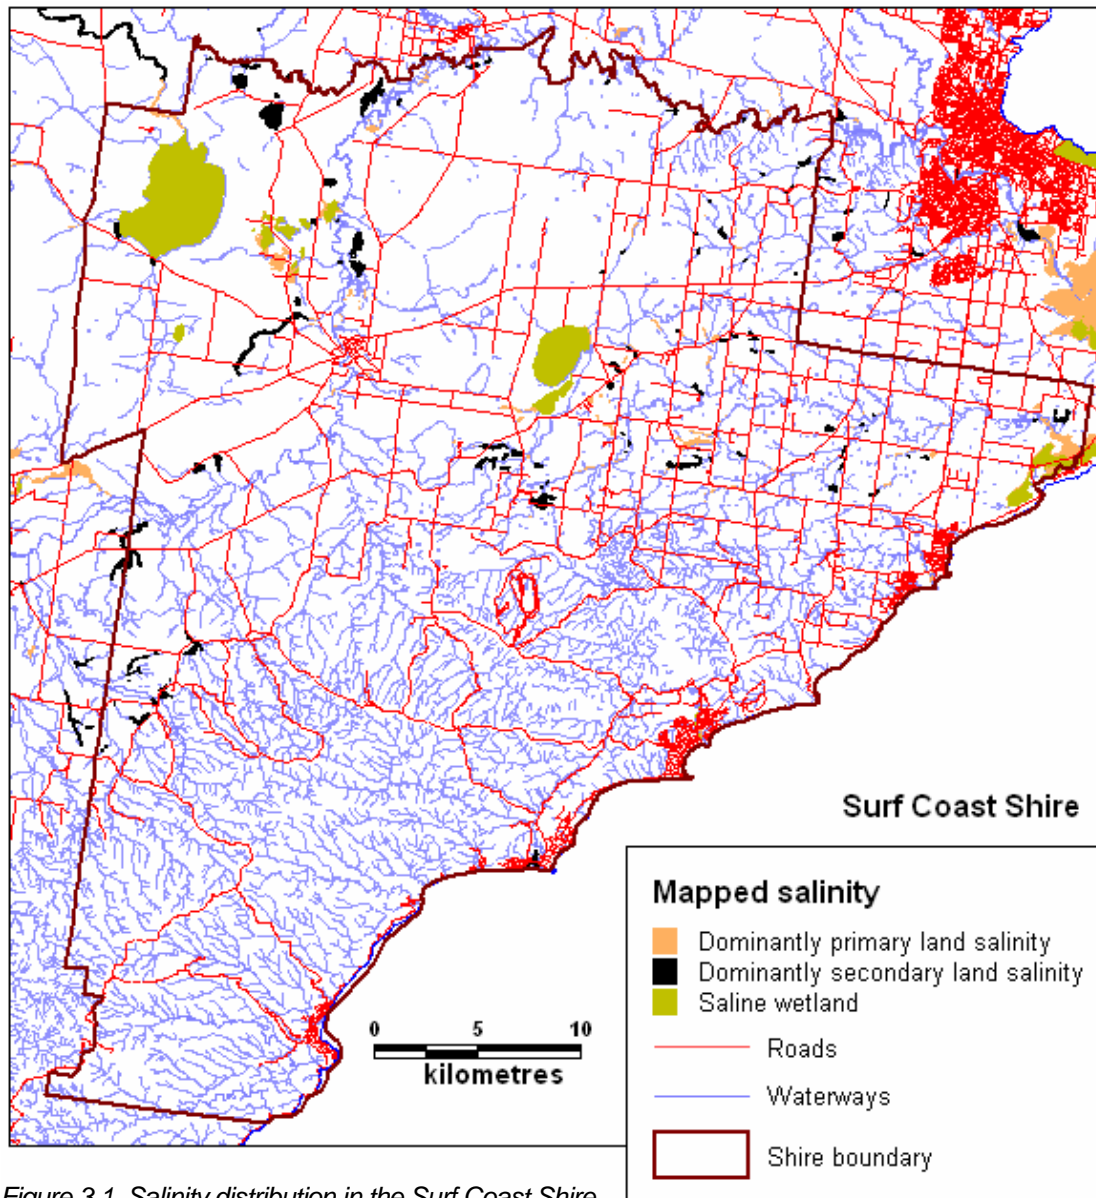 Surf Coast Shire
Mapped salinity
Dominantly primary land salinity
Dominantly secondary land salinity
Saline wetland
Roads
Waterways
Shire boundary
0 5 10
kilometres
Figure 3.1 Salinity distribution in the Surf Coast Shire